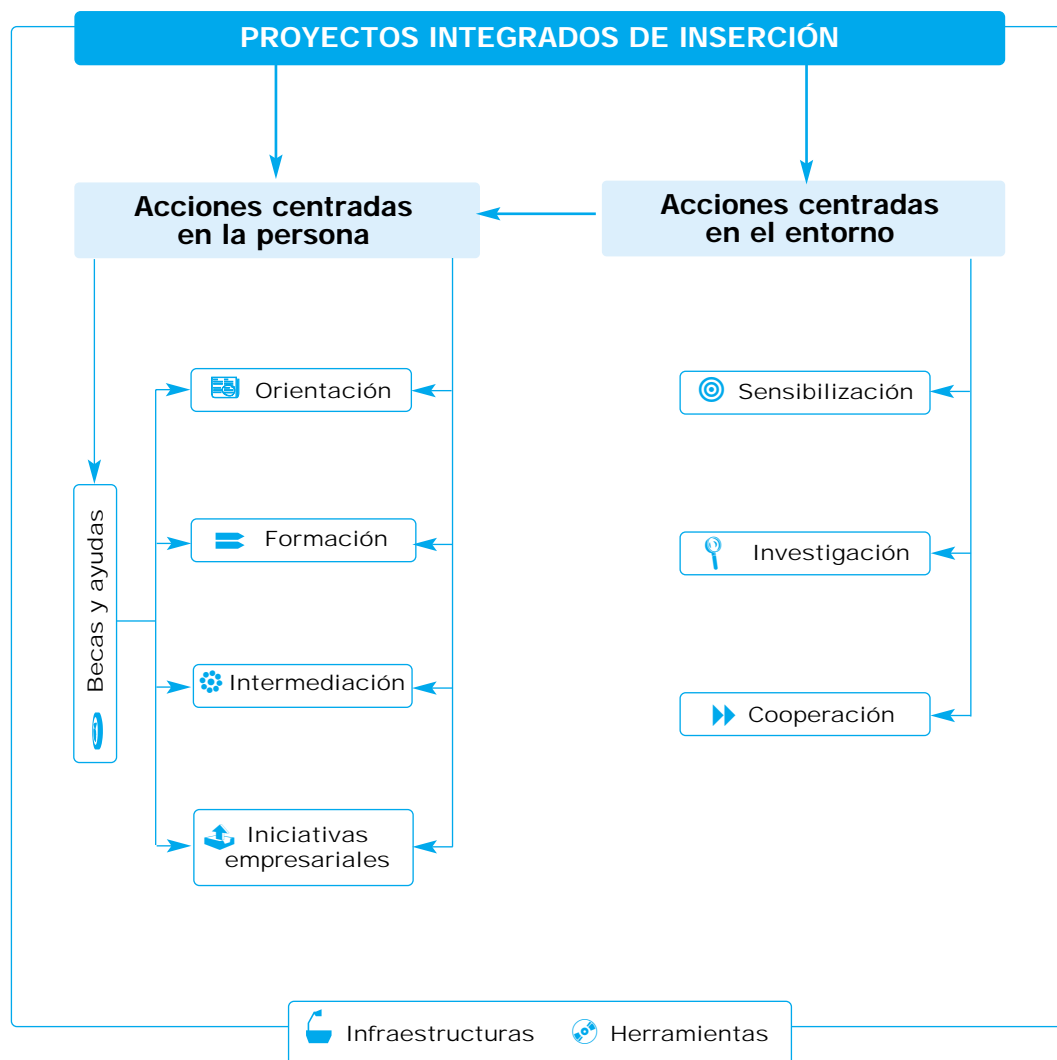 PROYECTOS INTEGRADOS DE INSERCIÓN
Acciones centradas
en la persona
Acciones centradas
en el entorno
Orientación
Formación
Intermediación
Iniciativas
empresariales
Becas y ayudas
Sensibilización
Investigación
Cooperación
Infraestructuras
Herramientas